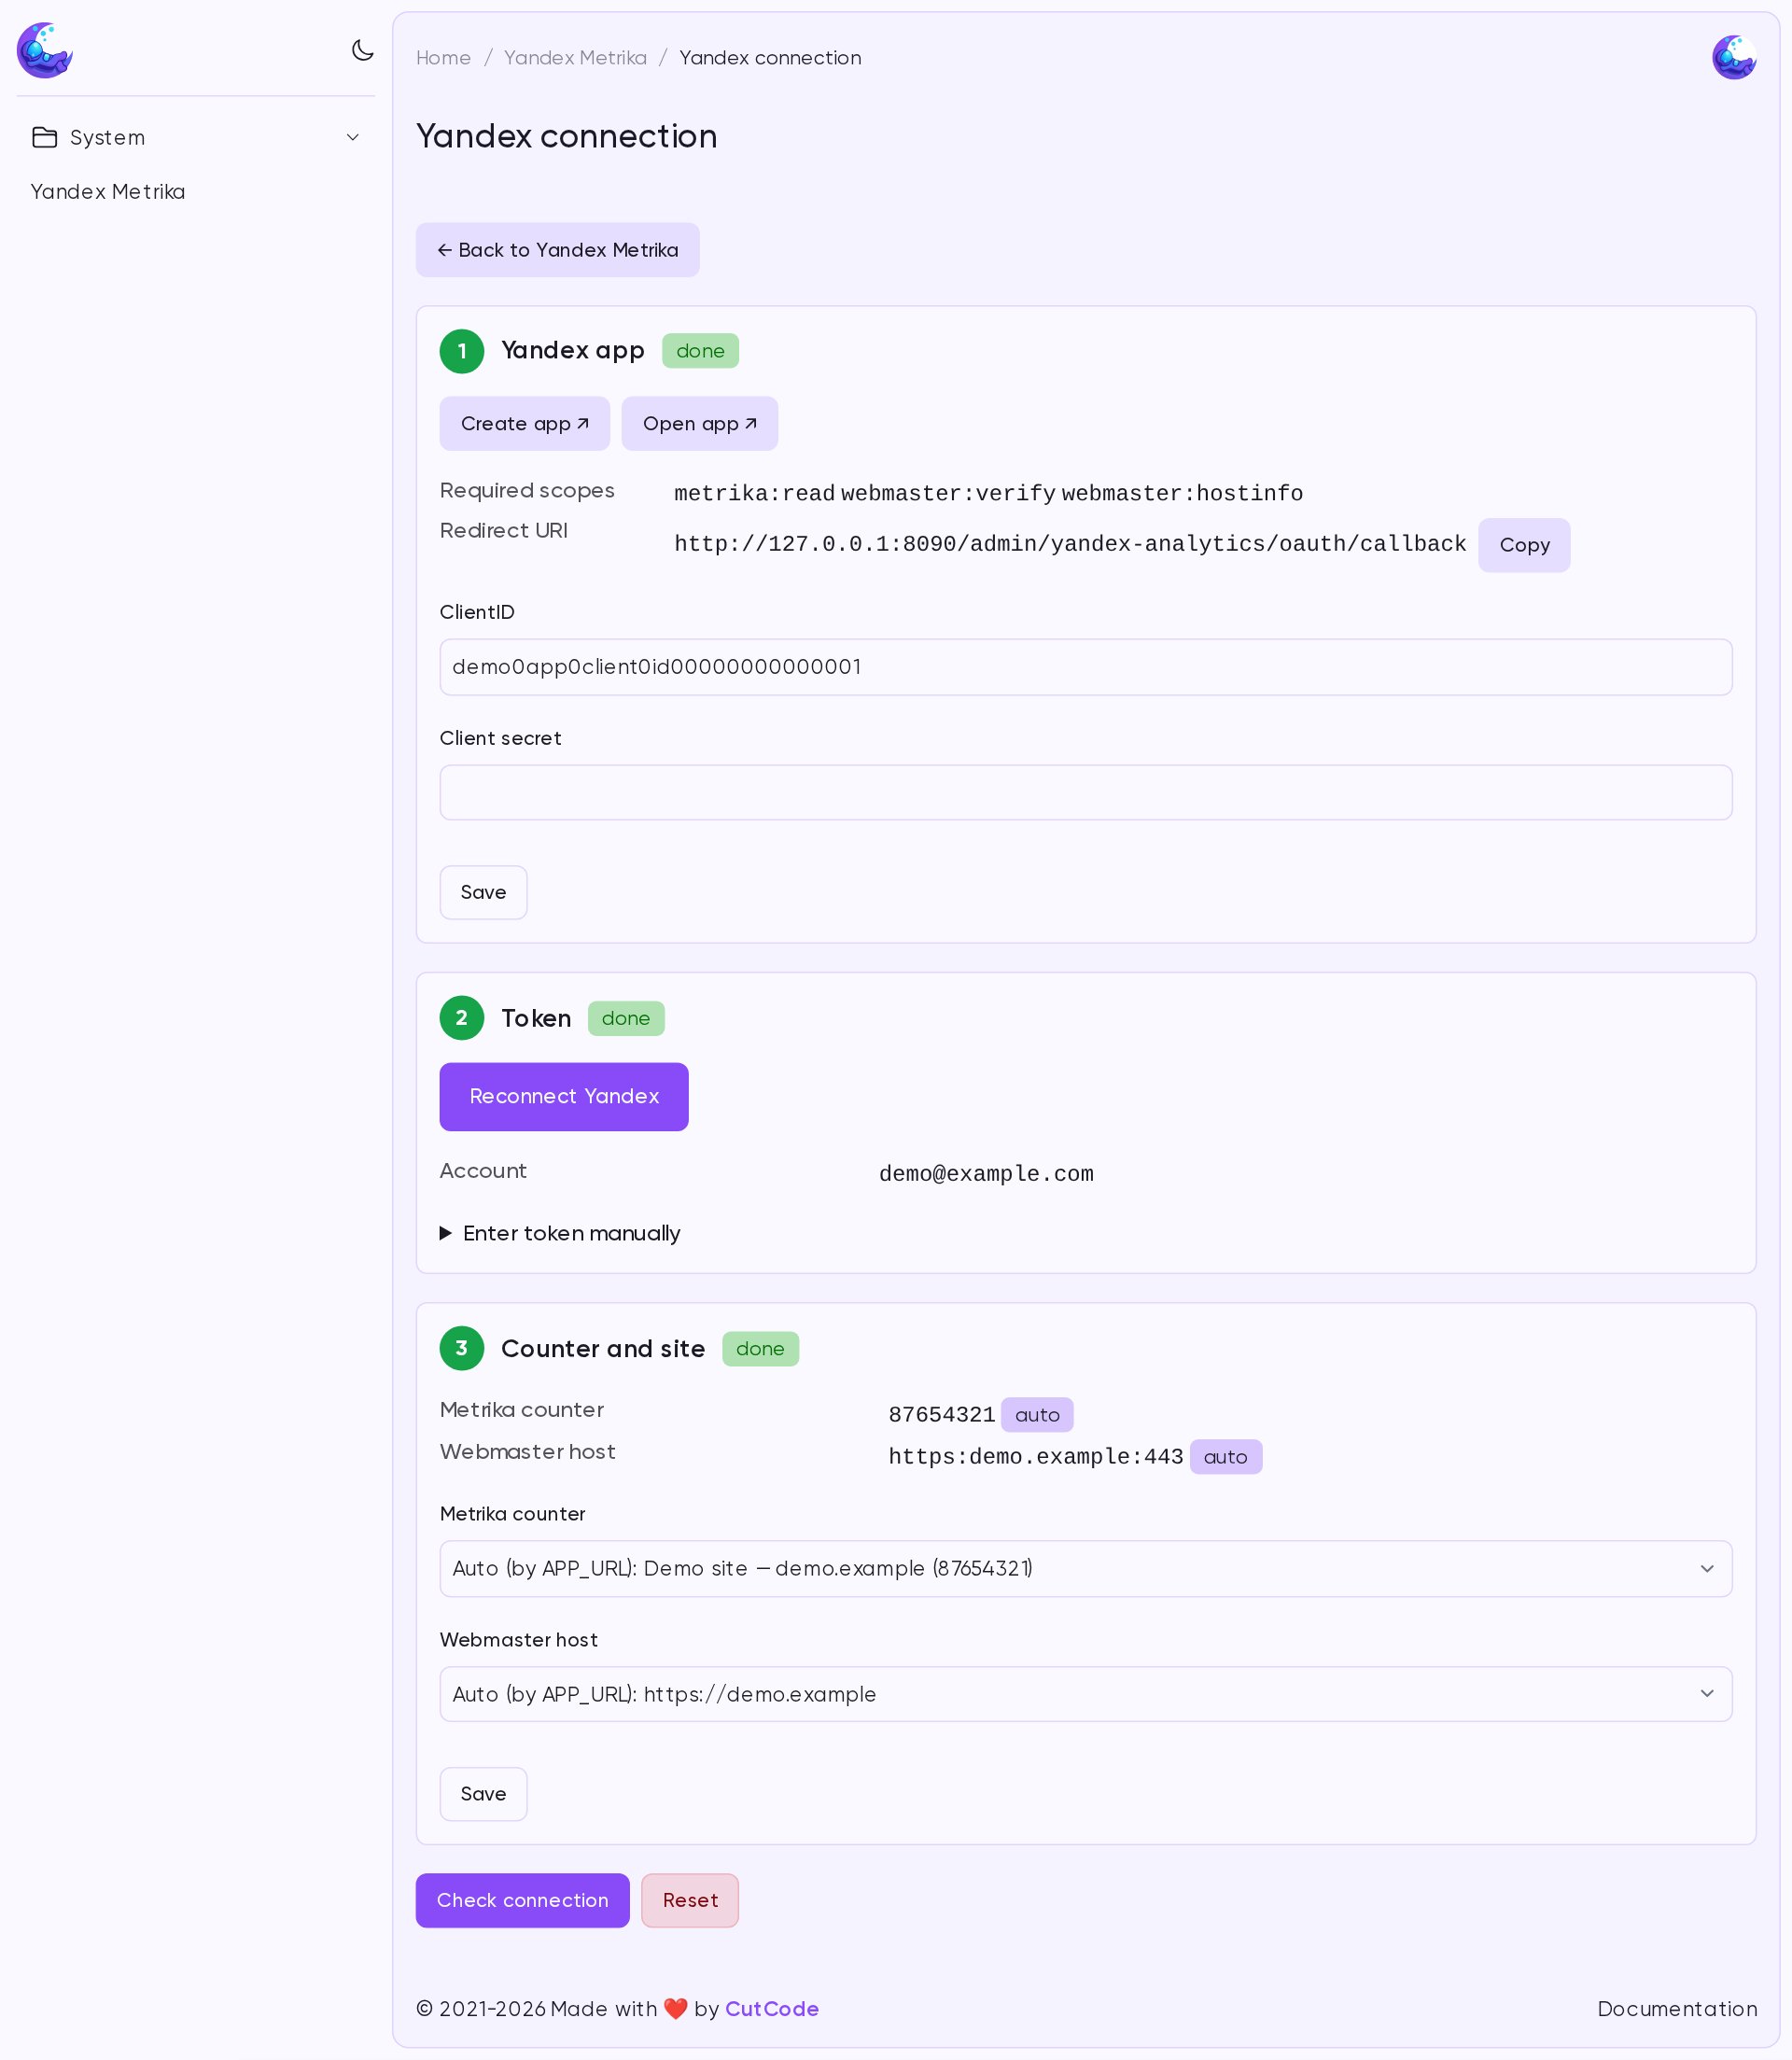 Home / Yandex Metrika / Yandex connection
System
Yandex Metrika
Yandex connection
← Back to Yandex Metrika
1 Yandex app done
Create app ↗ Open app ↗
Required scopes metrika:read webmaster:verify webmaster:hostinfo
Redirect URI http://127.0.0.1:8090/admin/yandex-analytics/oauth/callback Copy
ClientID
demo0app0client0id00000000000001
Client secret
Save
2 Token done
Reconnect Yandex
Account demo@example.com
▶ Enter token manually
3 Counter and site done
Metrika counter 87654321 auto
Webmaster host https:demo.example:443 auto
Metrika counter
Auto (by APP_URL): Demo site — demo.example (87654321)
Webmaster host
Auto (by APP_URL): https://demo.example
Save
Check connection Reset
© 2021-2026 Made with ❤️ by CutCode Documentation